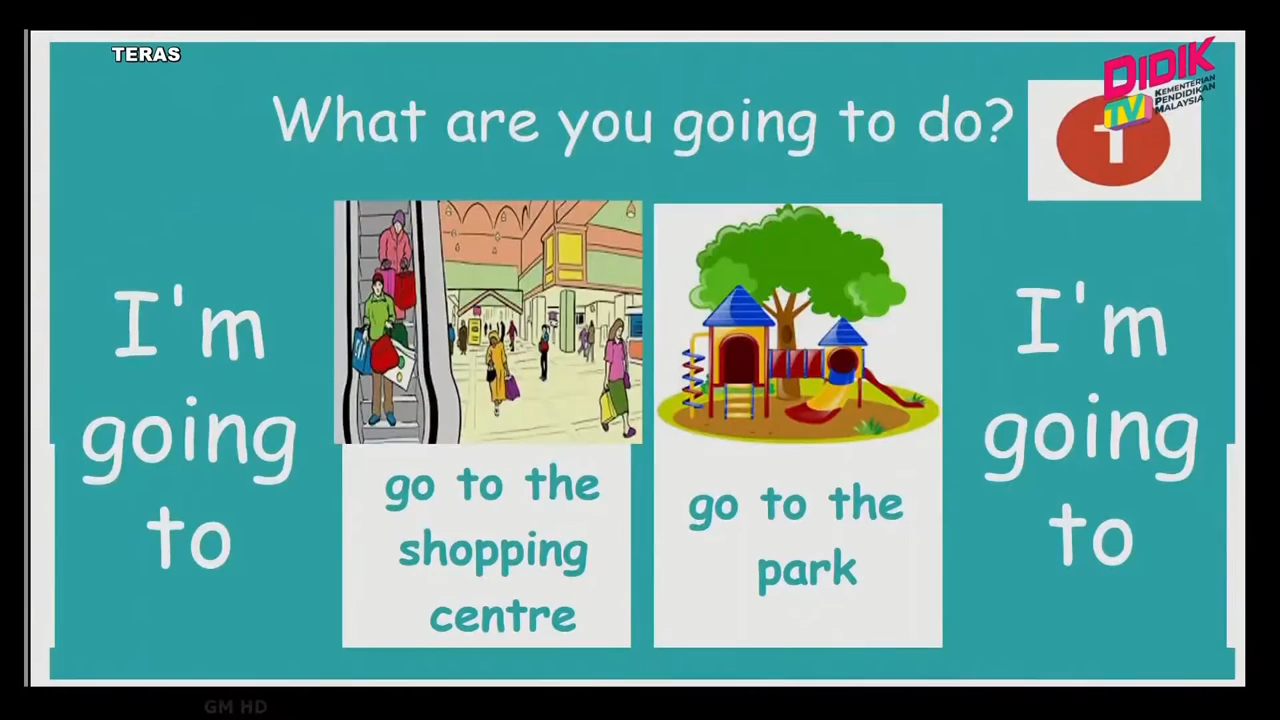 TERAS
DIDIK
TV
KEMENTERIAN
PENDIDIKAN
MALAYSIA
What are you going to do?
1
I'm
going
to
go to the
shopping
centre
go to the
park
I'm
going
to
GM HD